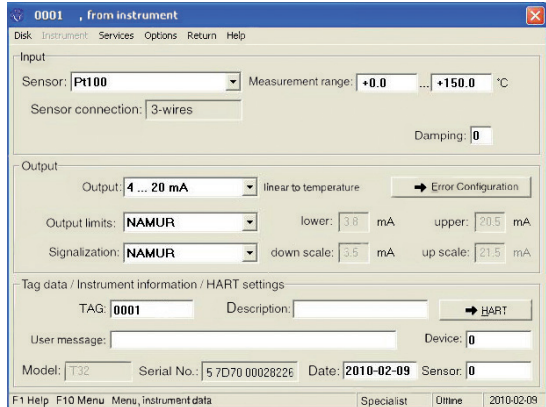 0001 , from instrument
Disk Instrument Services Options Return Help
Input
Sensor: Pt100 Measurement range: +0.0 ... +150.0 °C
Sensor connection: 3-wires
Damping: 0
Output
Output: 4 ... 20 mA linear to temperature → Error Configuration
Output limits: NAMUR lower: 3.8 mA upper: 20.5 mA
Signalization: NAMUR down scale: 3.5 mA up scale: 21.5 mA
Tag data / Instrument information / HART settings
TAG: 0001 Description: → HART
User message: Device: 0
Model: T32 Serial No.: 5 7D70 00028226 Date: 2010-02-09 Sensor: 0
F1 Help F10 Menu Menu, instrument data Specialist Offline 2010-02-09